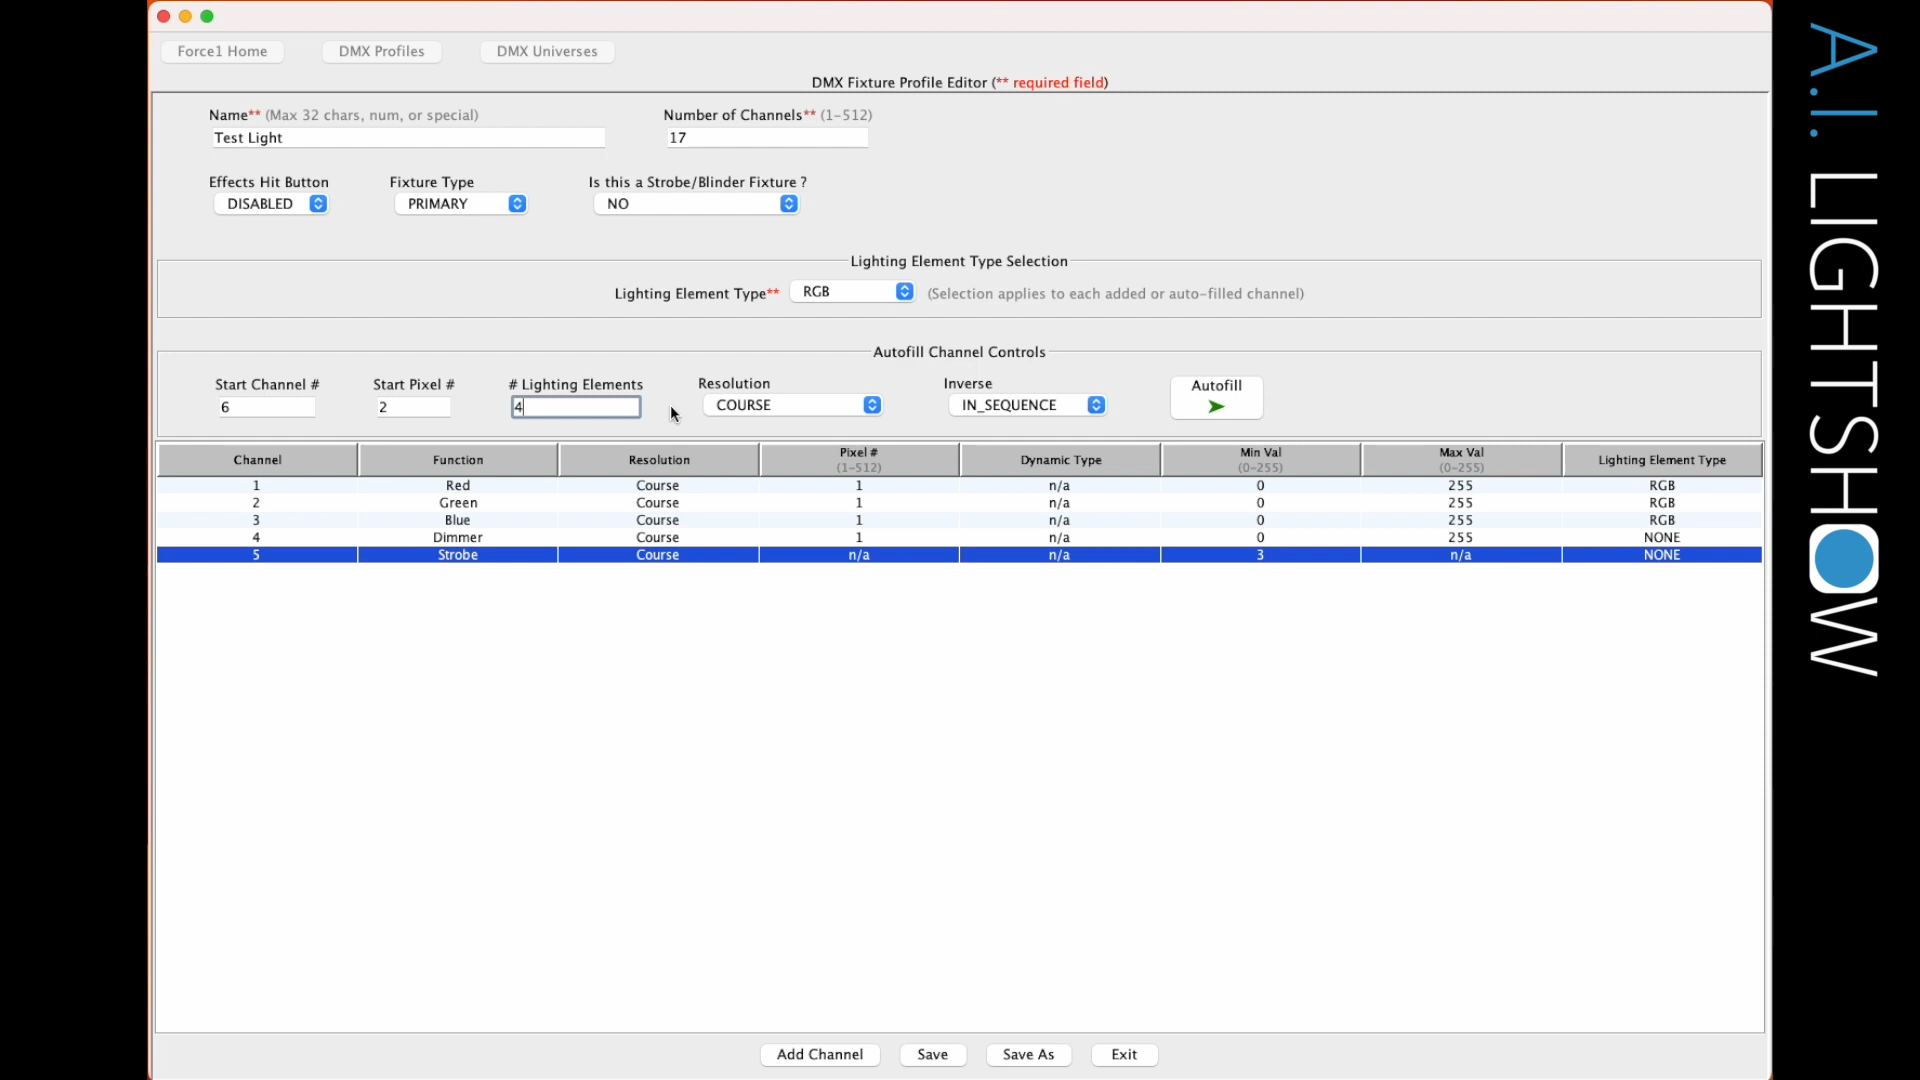 Force1 Home DMX Profiles DMX Universes
DMX Fixture Profile Editor (** required field)
Name** (Max 32 chars, num, or special) Number of Channels** (1-512)
Test Light 17
Effects Hit Button Fixture Type Is this a Strobe/Blinder Fixture ?
DISABLED PRIMARY NO
Lighting Element Type Selection
Lighting Element Type** RGB (Selection applies to each added or auto-filled channel)
Autofill Channel Controls
Start Channel # Start Pixel # # Lighting Elements Resolution Inverse Autofill
6 2 4 COURSE IN_SEQUENCE
Channel Function Resolution Pixel # (1-512) Dynamic Type Min Val (0-255) Max Val (0-255) Lighting Element Type
1 Red Course 1 n/a 0 255 RGB
2 Green Course 1 n/a 0 255 RGB
3 Blue Course 1 n/a 0 255 RGB
4 Dimmer Course 1 n/a 0 255 NONE
5 Strobe Course n/a n/a 3 n/a NONE
Add Channel Save Save As Exit
A.I. LIGHTSHOW